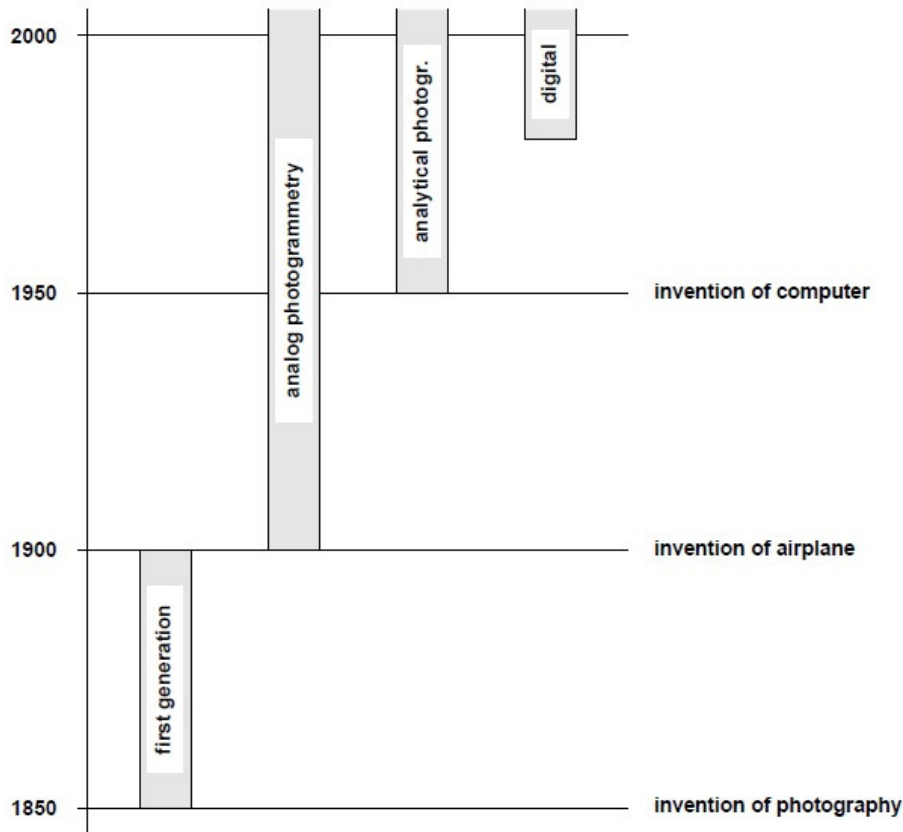 2000
analytical photogr.
digital
analog photogrammetry
1950
invention of computer
1900
invention of airplane
first generation
1850
invention of photography